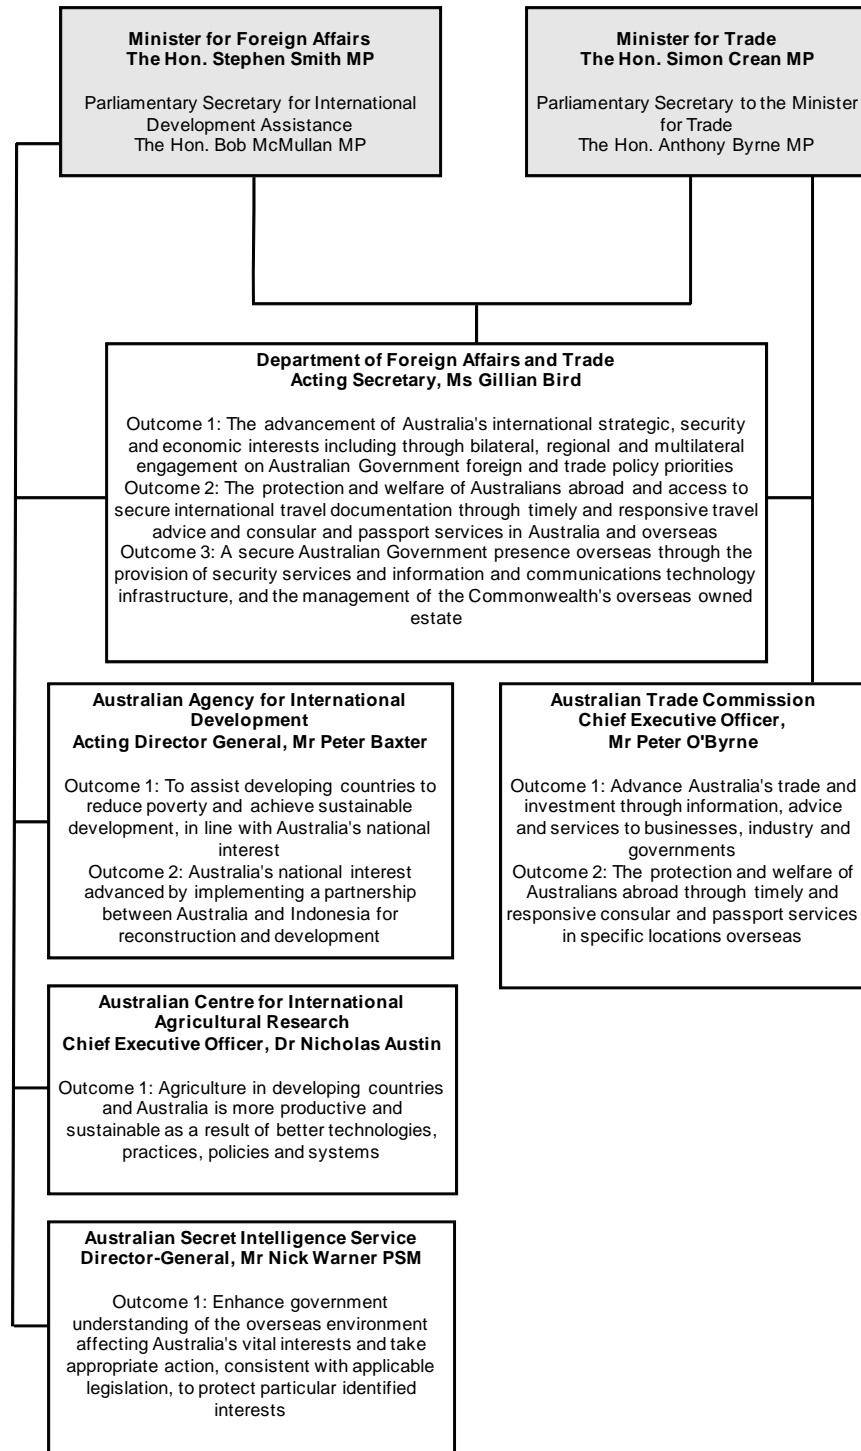 Minister for Foreign Affairs
The Hon. Stephen Smith MP
Parliamentary Secretary for International
Development Assistance
The Hon. Bob McMullan MP
Minister for Trade
The Hon. Simon Crean MP
Parliamentary Secretary to the Minister
for Trade
The Hon. Anthony Byrne MP
Department of Foreign Affairs and Trade
Acting Secretary, Ms Gillian Bird
Outcome 1: The advancement of Australia's international strategic, security
and economic interests including through bilateral, regional and multilateral
engagement on Australian Government foreign and trade policy priorities
Outcome 2: The protection and welfare of Australians abroad and access to
secure international travel documentation through timely and responsive travel
advice and consular and passport services in Australia and overseas
Outcome 3: A secure Australian Government presence overseas through the
provision of security services and information and communications technology
infrastructure, and the management of the Commonwealth's overseas owned
estate
Australian Agency for International
Development
Acting Director General, Mr Peter Baxter
Outcome 1: To assist developing countries to
reduce poverty and achieve sustainable
development, in line with Australia's national
interest
Outcome 2: Australia's national interest
advanced by implementing a partnership
between Australia and Indonesia for
reconstruction and development
Australian Trade Commission
Chief Executive Officer,
Mr Peter O'Byrne
Outcome 1: Advance Australia's trade and
investment through information, advice
and services to businesses, industry and
governments
Outcome 2: The protection and welfare of
Australians abroad through timely and
responsive consular and passport services
in specific locations overseas
Australian Centre for International
Agricultural Research
Chief Executive Officer, Dr Nicholas Austin
Outcome 1: Agriculture in developing countries
and Australia is more productive and
sustainable as a result of better technologies,
practices, policies and systems
Australian Secret Intelligence Service
Director-General, Mr Nick Warner PSM
Outcome 1: Enhance government
understanding of the overseas environment
affecting Australia's vital interests and take
appropriate action, consistent with applicable
legislation, to protect particular identified
interests